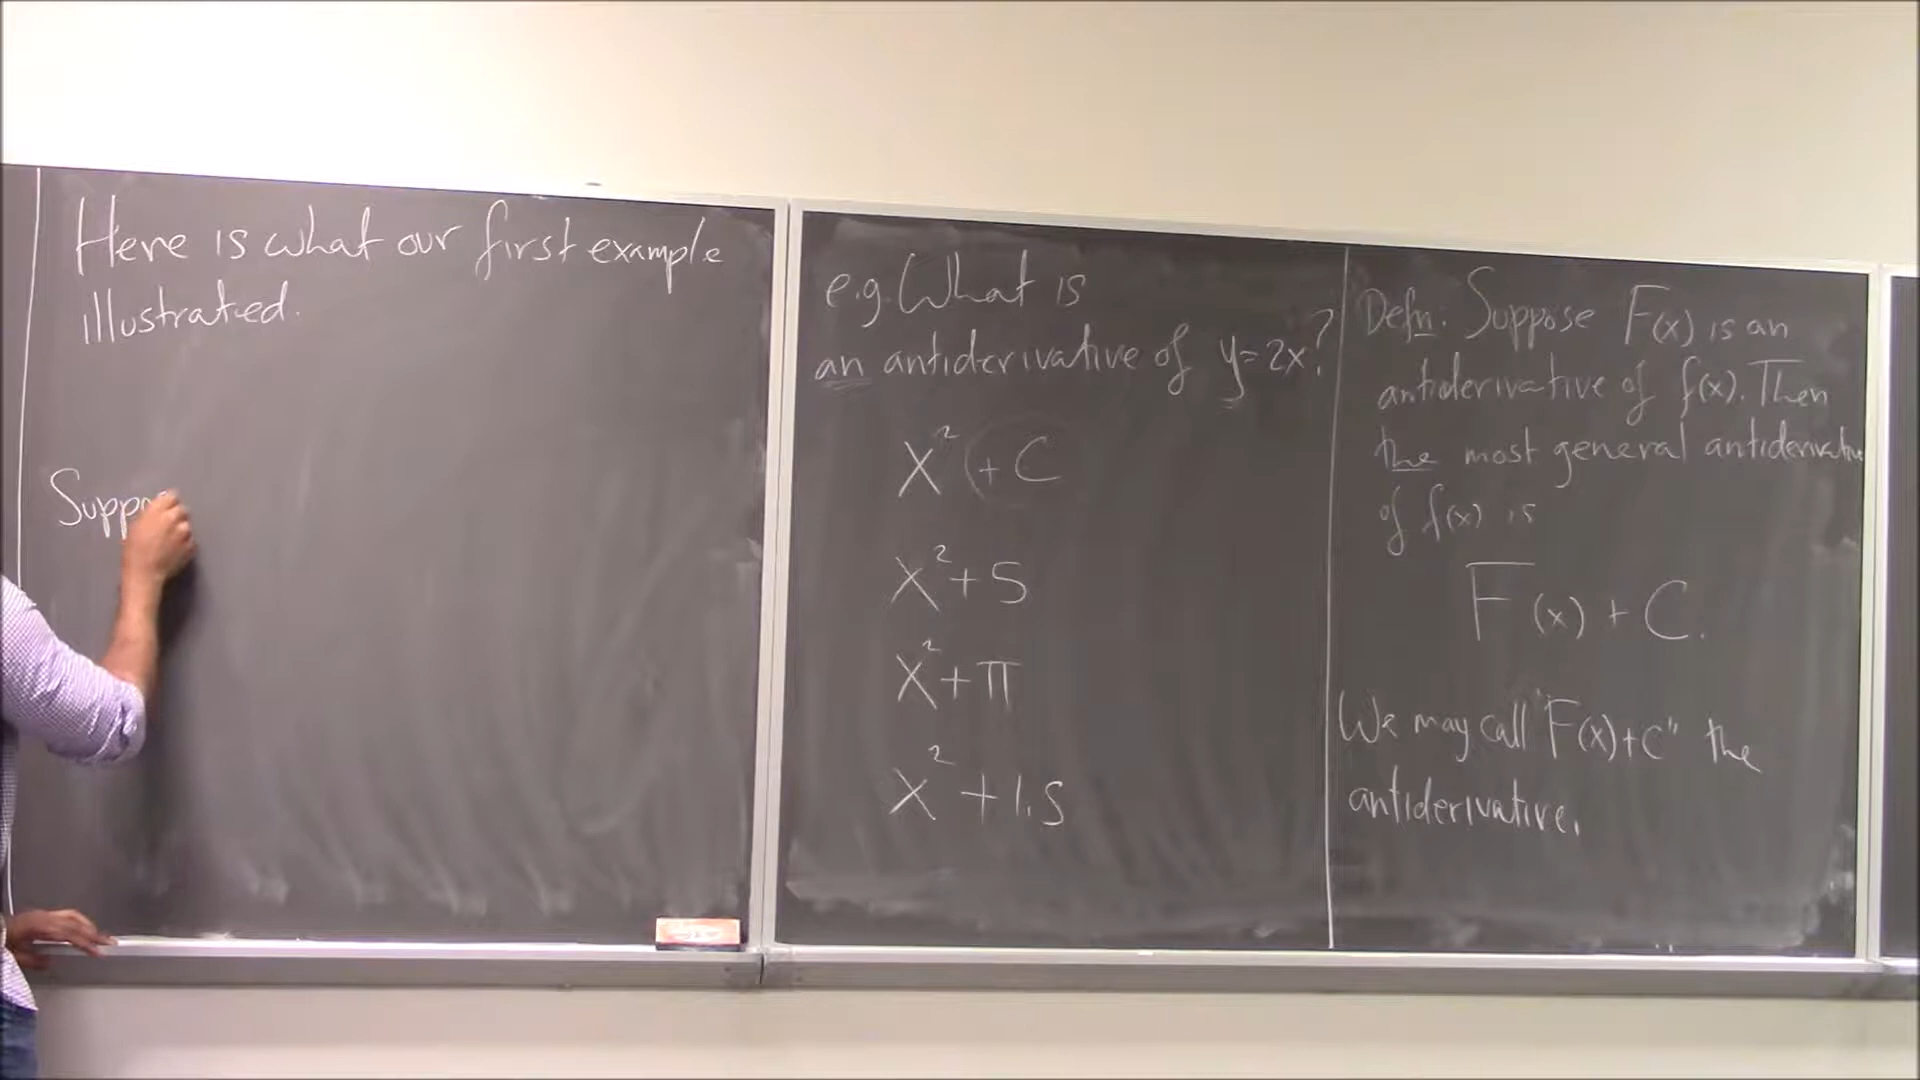 Here is what our first example
illustrated.
Suppo
e.g. What is
an antiderivative of y=2x?
x² + C
x² + 5
x² + π
x² + 1.5
Defn: Suppose F(x) is an
antiderivative of f(x). Then
the most general antiderivative
of f(x) is
F(x) + C.
We may call "F(x)+C" the
antiderivative.